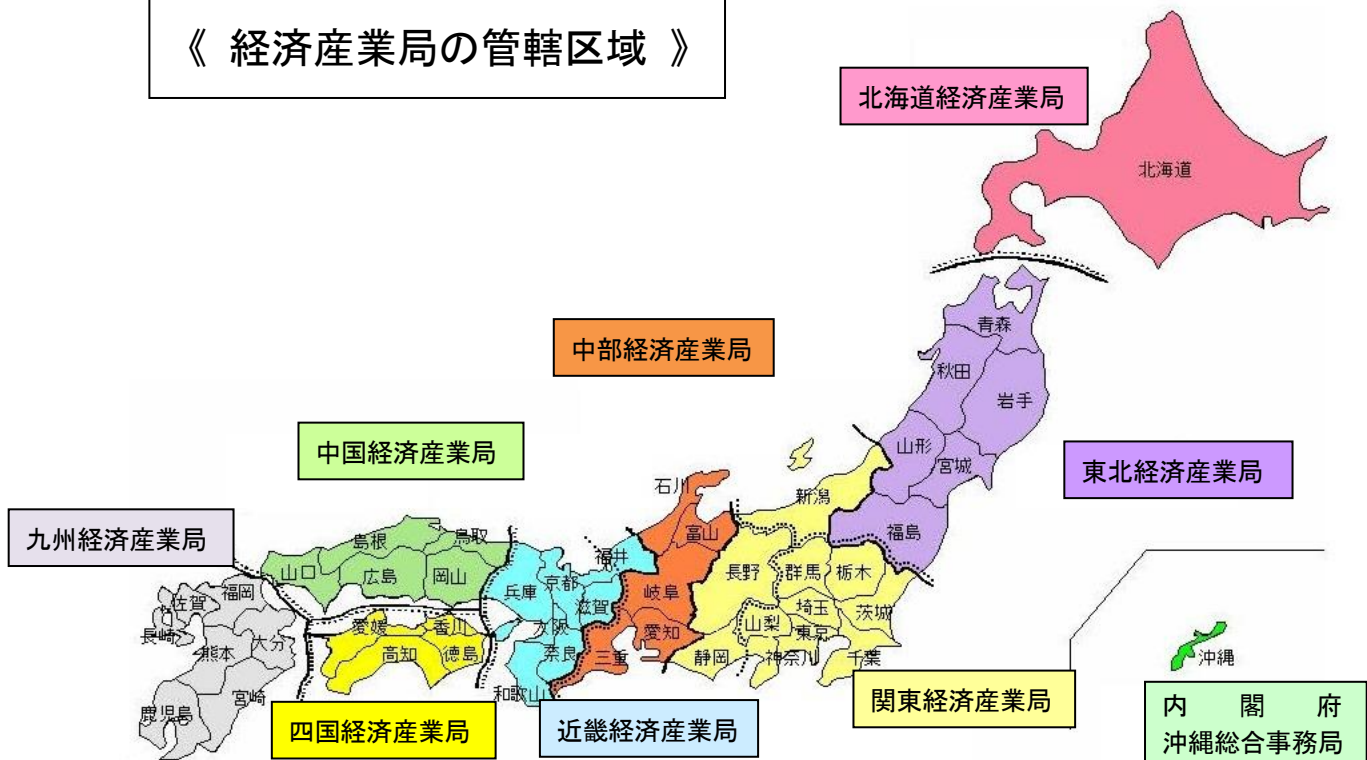 《 経済産業局の管轄区域 》
北海道経済産業局
北海道
青森
中部経済産業局
秋田
岩手
中国経済産業局
山形
宮城
東北経済産業局
石川
新潟
九州経済産業局
島根
鳥取
富山
福島
福井
山口
広島
岡山
兵庫
京都
滋賀
岐阜
長野
群馬
栃木
福岡
佐賀
埼玉
茨城
愛媛
香川
大阪
愛知
山梨
東京
長崎
熊本
大分
高知
徳島
奈良
三重
静岡
神奈川
千葉
沖縄
宮崎
和歌山
鹿児島
関東経済産業局
四国経済産業局
近畿経済産業局
内 閣 府
沖縄総合事務局